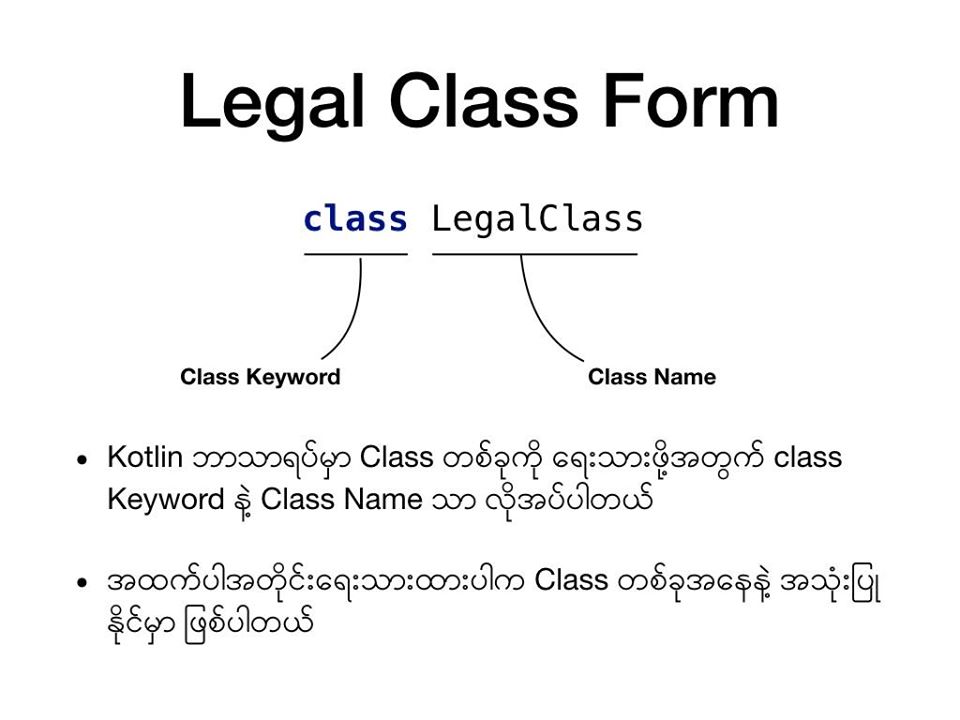 Legal Class Form
class LegalClass
Class Keyword
Class Name
• Kotlin ဘာသာရပ်မှာ Class တစ်ခုကို ရေးသားဖို့အတွက် class
Keyword နဲ့ Class Name သာ လိုအပ်ပါတယ်
• အထက်ပါအတိုင်းရေးသားထားပါက Class တစ်ခုအနေနဲ့ အသုံးပြု
နိုင်မှာ ဖြစ်ပါတယ်